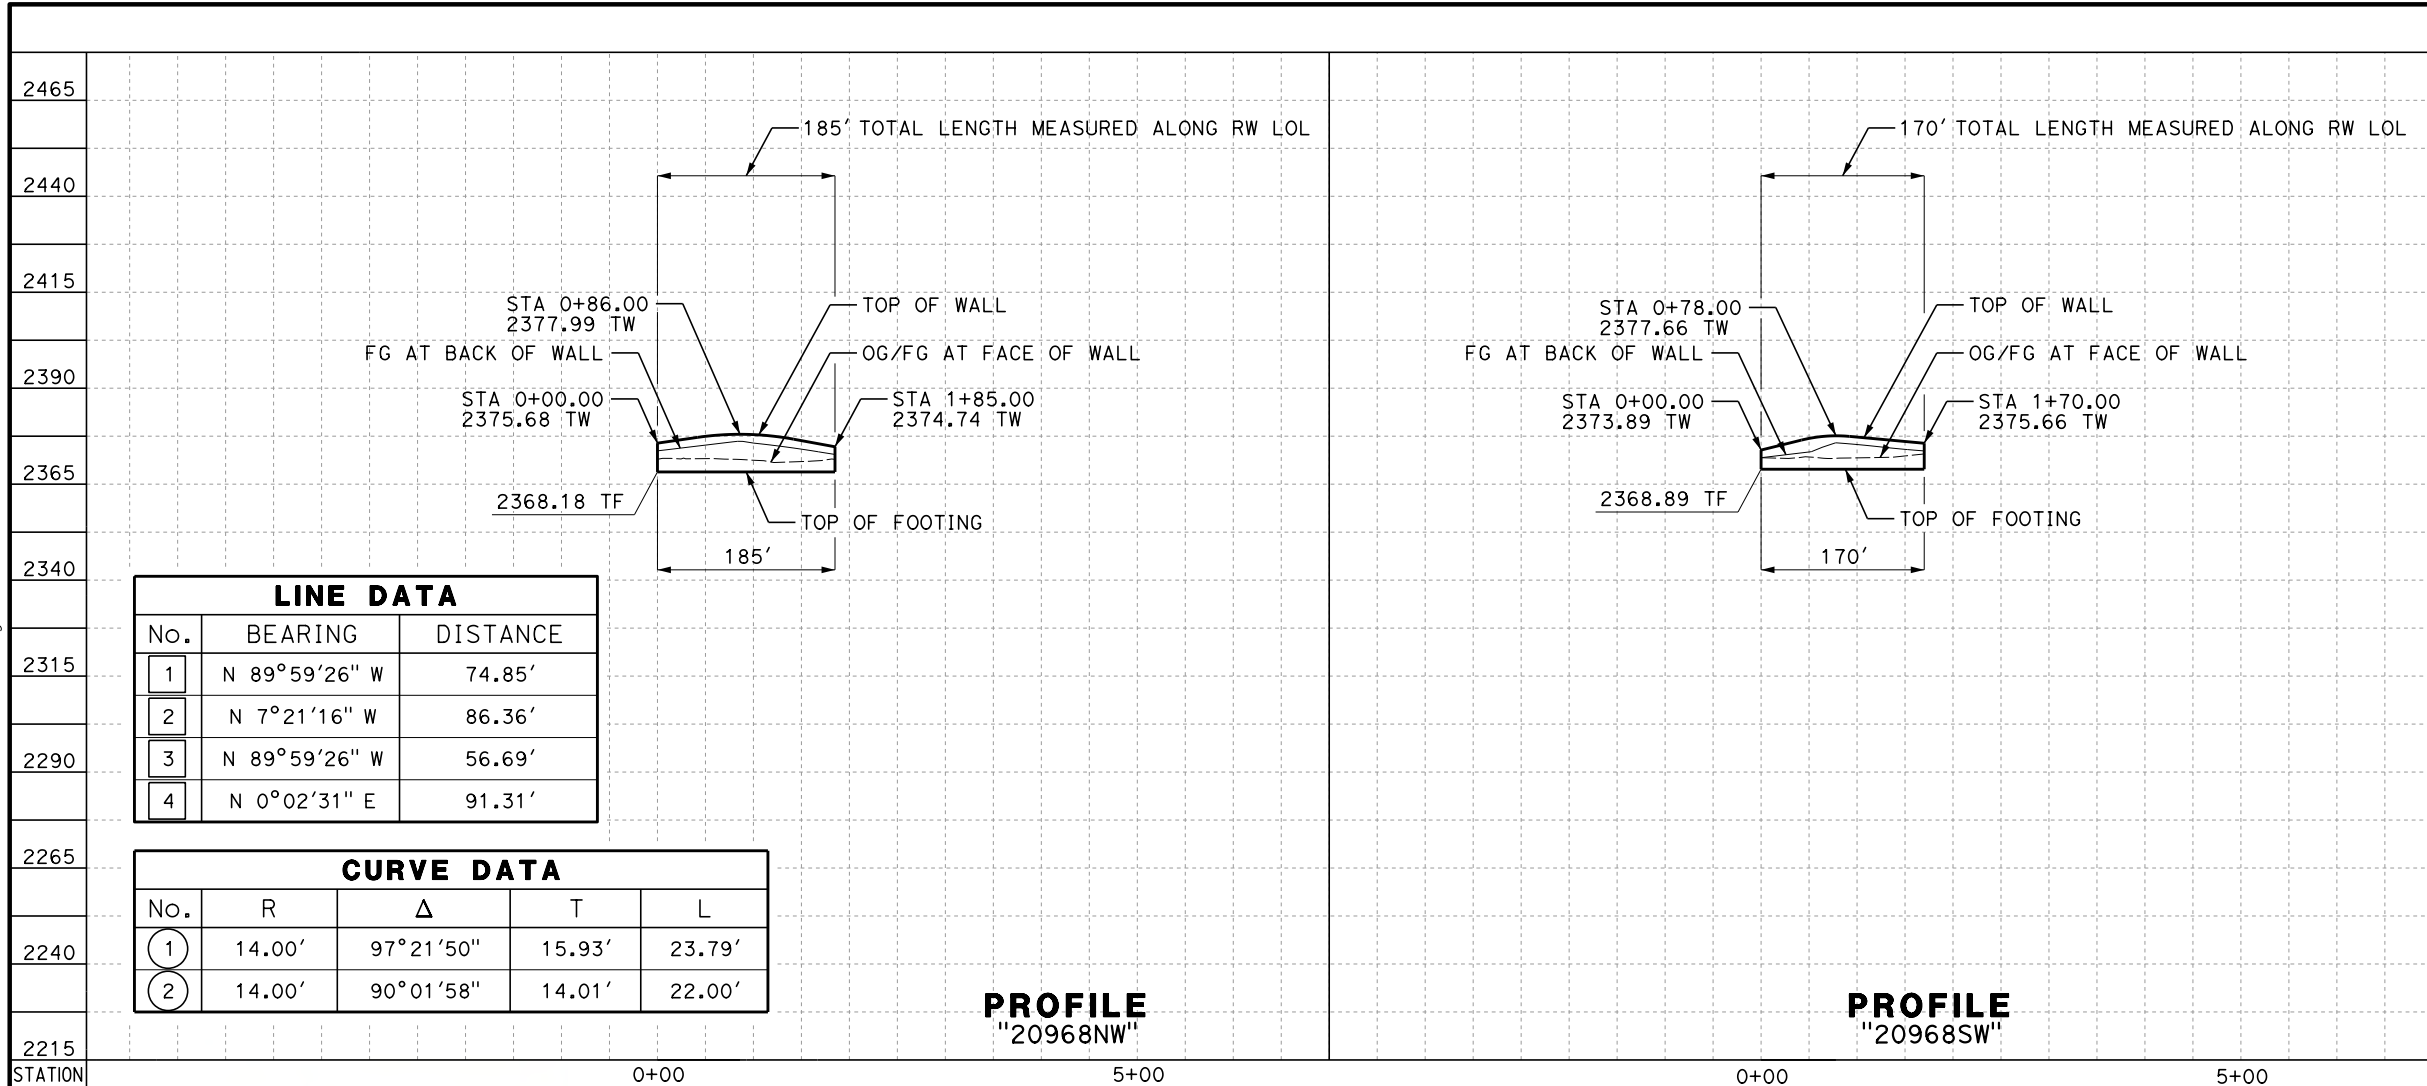 2465
2440
2415
2390
2365
2340
2315
2290
2265
2240
2215
STATION
185' TOTAL LENGTH MEASURED ALONG RW LOL
STA 0+86.00
2377.99 TW
TOP OF WALL
FG AT BACK OF WALL
OG/FG AT FACE OF WALL
STA 0+00.00
2375.68 TW
STA 1+85.00
2374.74 TW
2368.18 TF
TOP OF FOOTING
185'
LINE DATA
No. BEARING DISTANCE
1 N 89°59'26" W 74.85'
2 N 7°21'16" W 86.36'
3 N 89°59'26" W 56.69'
4 N 0°02'31" E 91.31'
CURVE DATA
No. R Δ T L
1 14.00' 97°21'50" 15.93' 23.79'
2 14.00' 90°01'58" 14.01' 22.00'
PROFILE
"20968NW"
0+00 5+00
170' TOTAL LENGTH MEASURED ALONG RW LOL
STA 0+78.00
2377.66 TW
TOP OF WALL
FG AT BACK OF WALL
OG/FG AT FACE OF WALL
STA 0+00.00
2373.89 TW
STA 1+70.00
2375.66 TW
2368.89 TF
TOP OF FOOTING
170'
PROFILE
"20968SW"
0+00 5+00